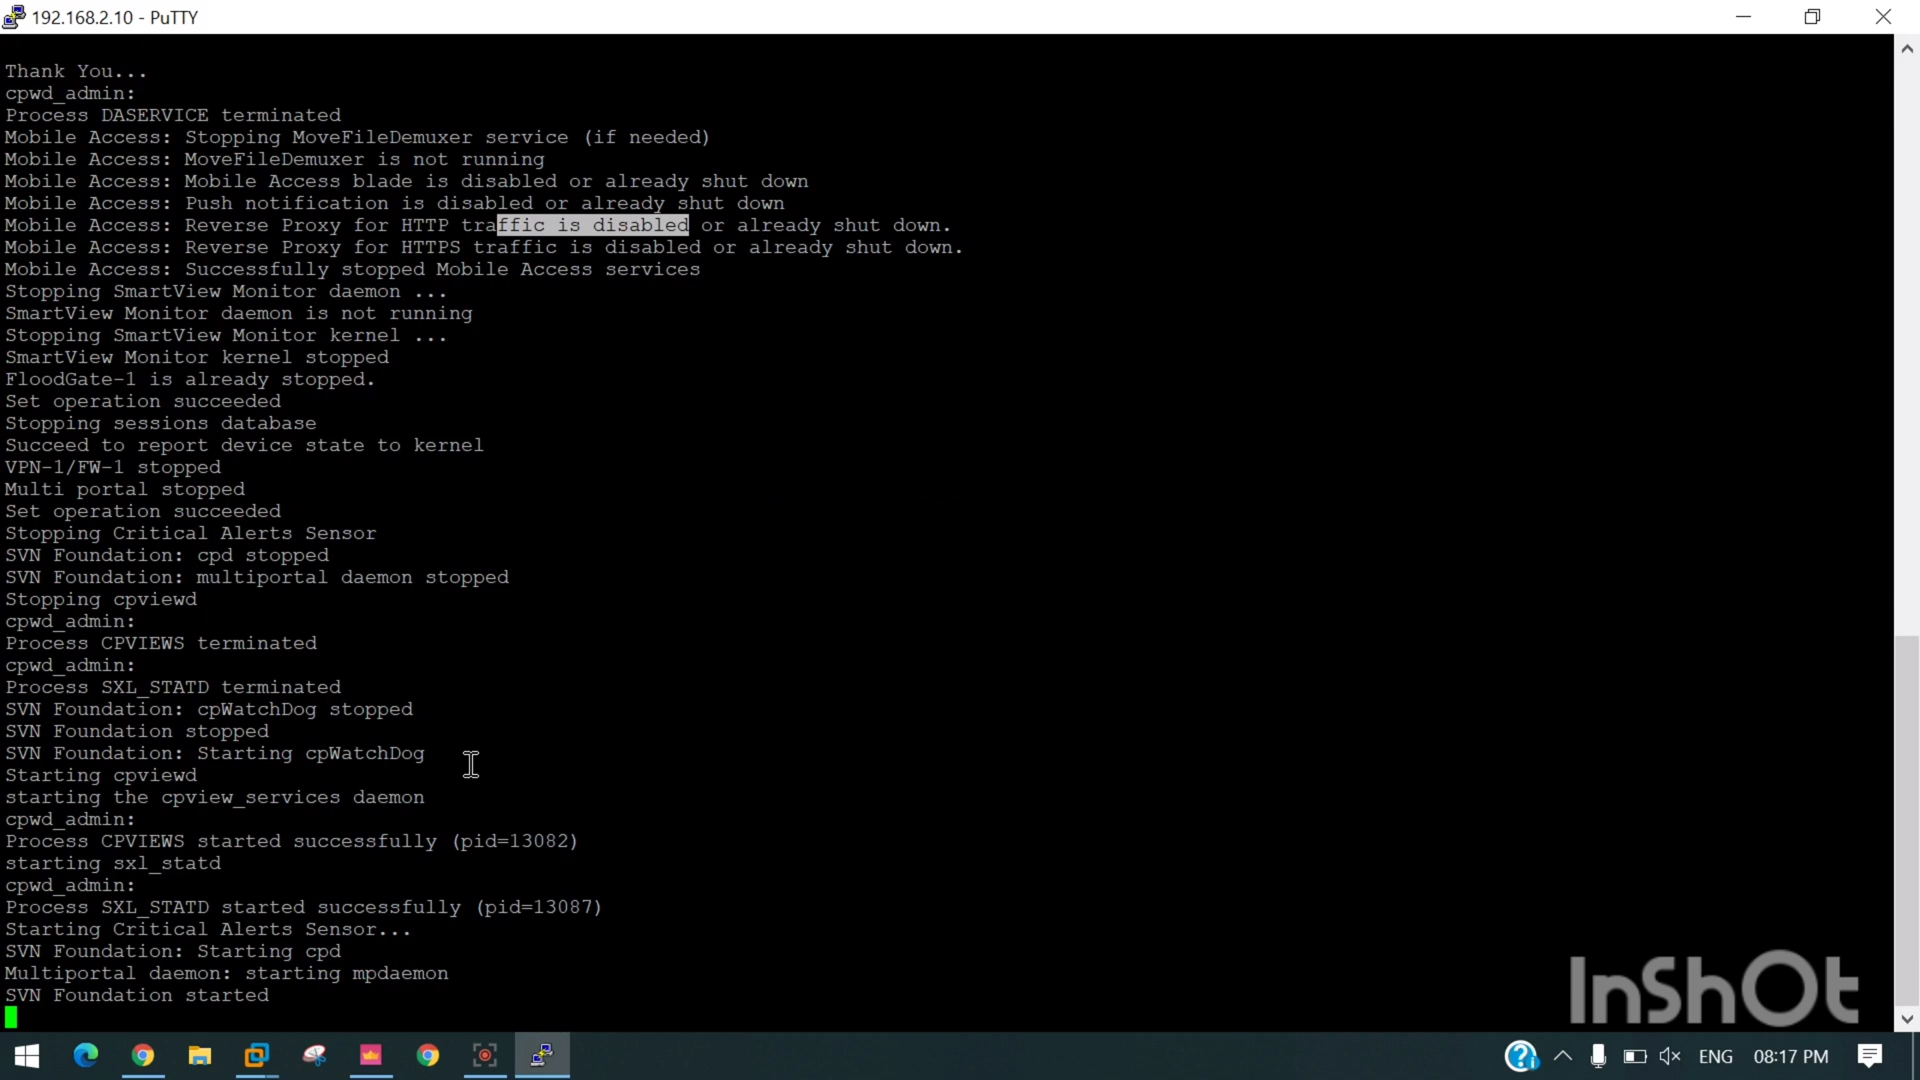 192.168.2.10 - PuTTY
Thank You...
cpwd_admin:
Process DASERVICE terminated
Mobile Access: Stopping MoveFileDemuxer service (if needed)
Mobile Access: MoveFileDemuxer is not running
Mobile Access: Mobile Access blade is disabled or already shut down
Mobile Access: Push notification is disabled or already shut down
Mobile Access: Reverse Proxy for HTTP traffic is disabled or already shut down.
Mobile Access: Reverse Proxy for HTTPS traffic is disabled or already shut down.
Mobile Access: Successfully stopped Mobile Access services
Stopping SmartView Monitor daemon ...
SmartView Monitor daemon is not running
Stopping SmartView Monitor kernel ...
SmartView Monitor kernel stopped
FloodGate-1 is already stopped.
Set operation succeeded
Stopping sessions database
Succeed to report device state to kernel
VPN-1/FW-1 stopped
Multi portal stopped
Set operation succeeded
Stopping Critical Alerts Sensor
SVN Foundation: cpd stopped
SVN Foundation: multiportal daemon stopped
Stopping cpviewd
cpwd_admin:
Process CPVIEWS terminated
cpwd_admin:
Process SXL_STATD terminated
SVN Foundation: cpWatchDog stopped
SVN Foundation stopped
SVN Foundation: Starting cpWatchDog
Starting cpviewd
starting the cpview_services daemon
cpwd_admin:
Process CPVIEWS started successfully (pid=13082)
starting sxl_statd
cpwd_admin:
Process SXL_STATD started successfully (pid=13087)
Starting Critical Alerts Sensor...
SVN Foundation: Starting cpd
Multiportal daemon: starting mpdaemon
SVN Foundation started
InShOt
ENG 08:17 PM